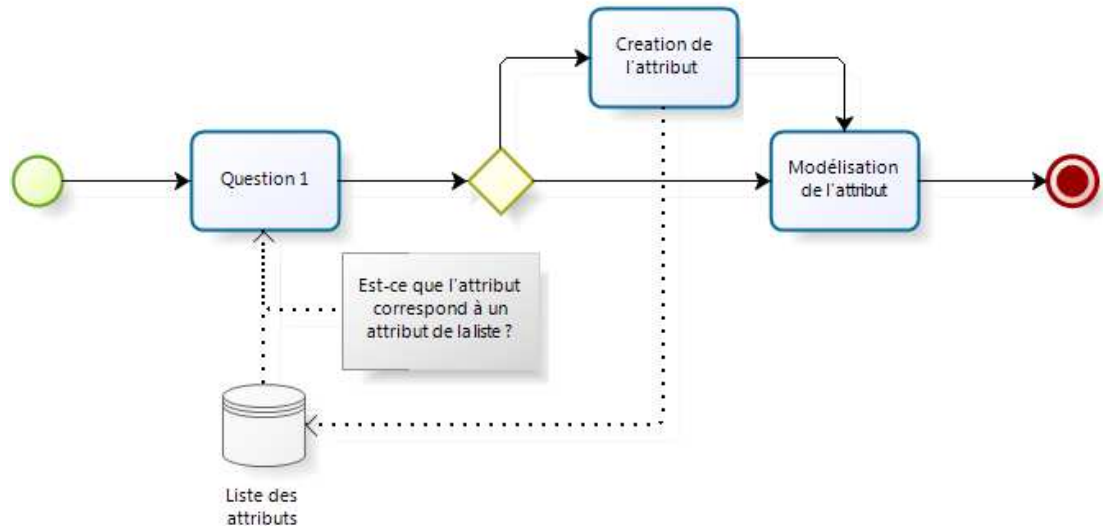 Creation de
l'attribut
Question 1
Modélisation
de l'attribut
Est-ce que l'attribut
correspond à un
attribut de la liste ?
Liste des
attributs